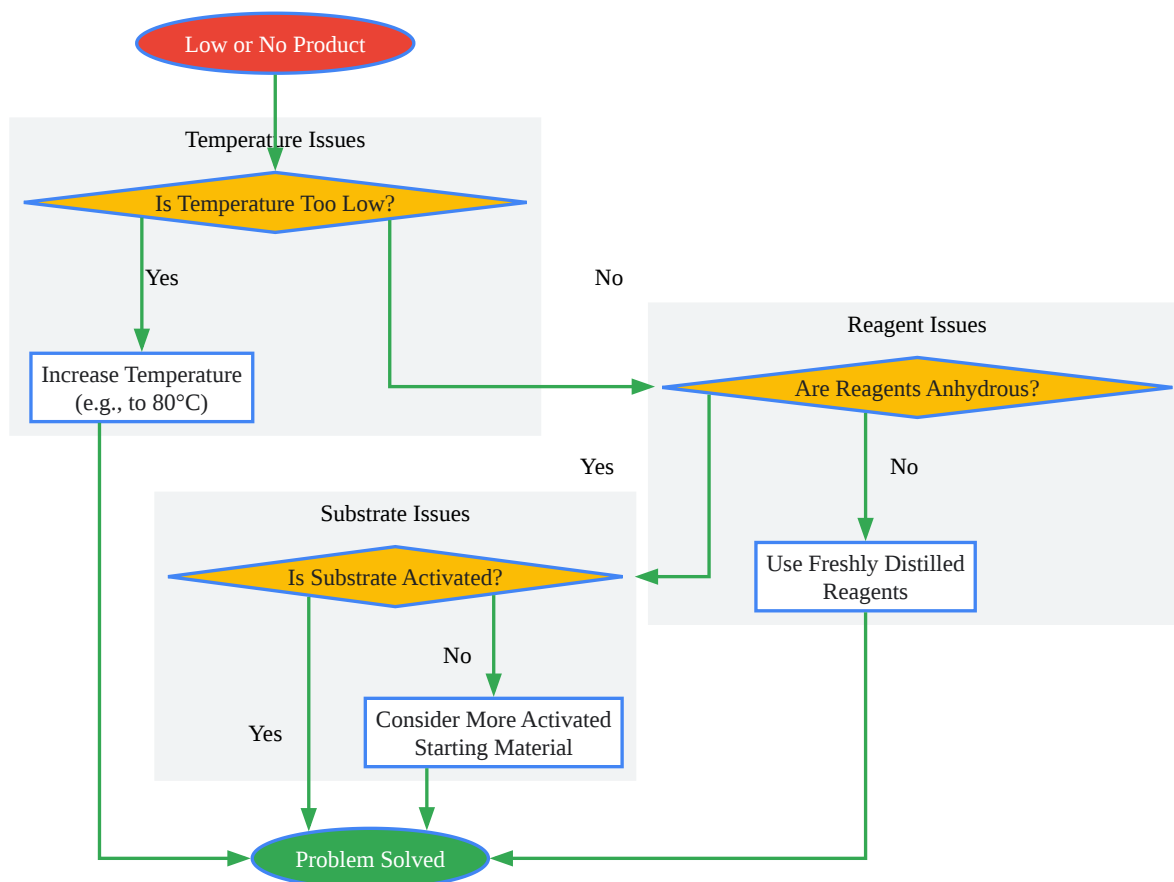 Low or No Product
Temperature Issues
Is Temperature Too Low?
Yes
No
Increase Temperature
(e.g., to 80°C)
Reagent Issues
Are Reagents Anhydrous?
Yes
No
Use Freshly Distilled
Reagents
Substrate Issues
Is Substrate Activated?
No
Yes
Consider More Activated
Starting Material
Problem Solved